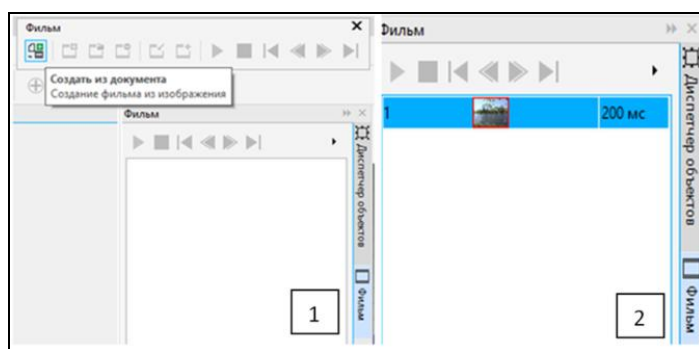 Фильм
Создать из документа
Создание фильма из изображения
Фильм
Диспетчер объектов
Фильм
1
Фильм
1
200 мс
Диспетчер объектов
Фильм
2